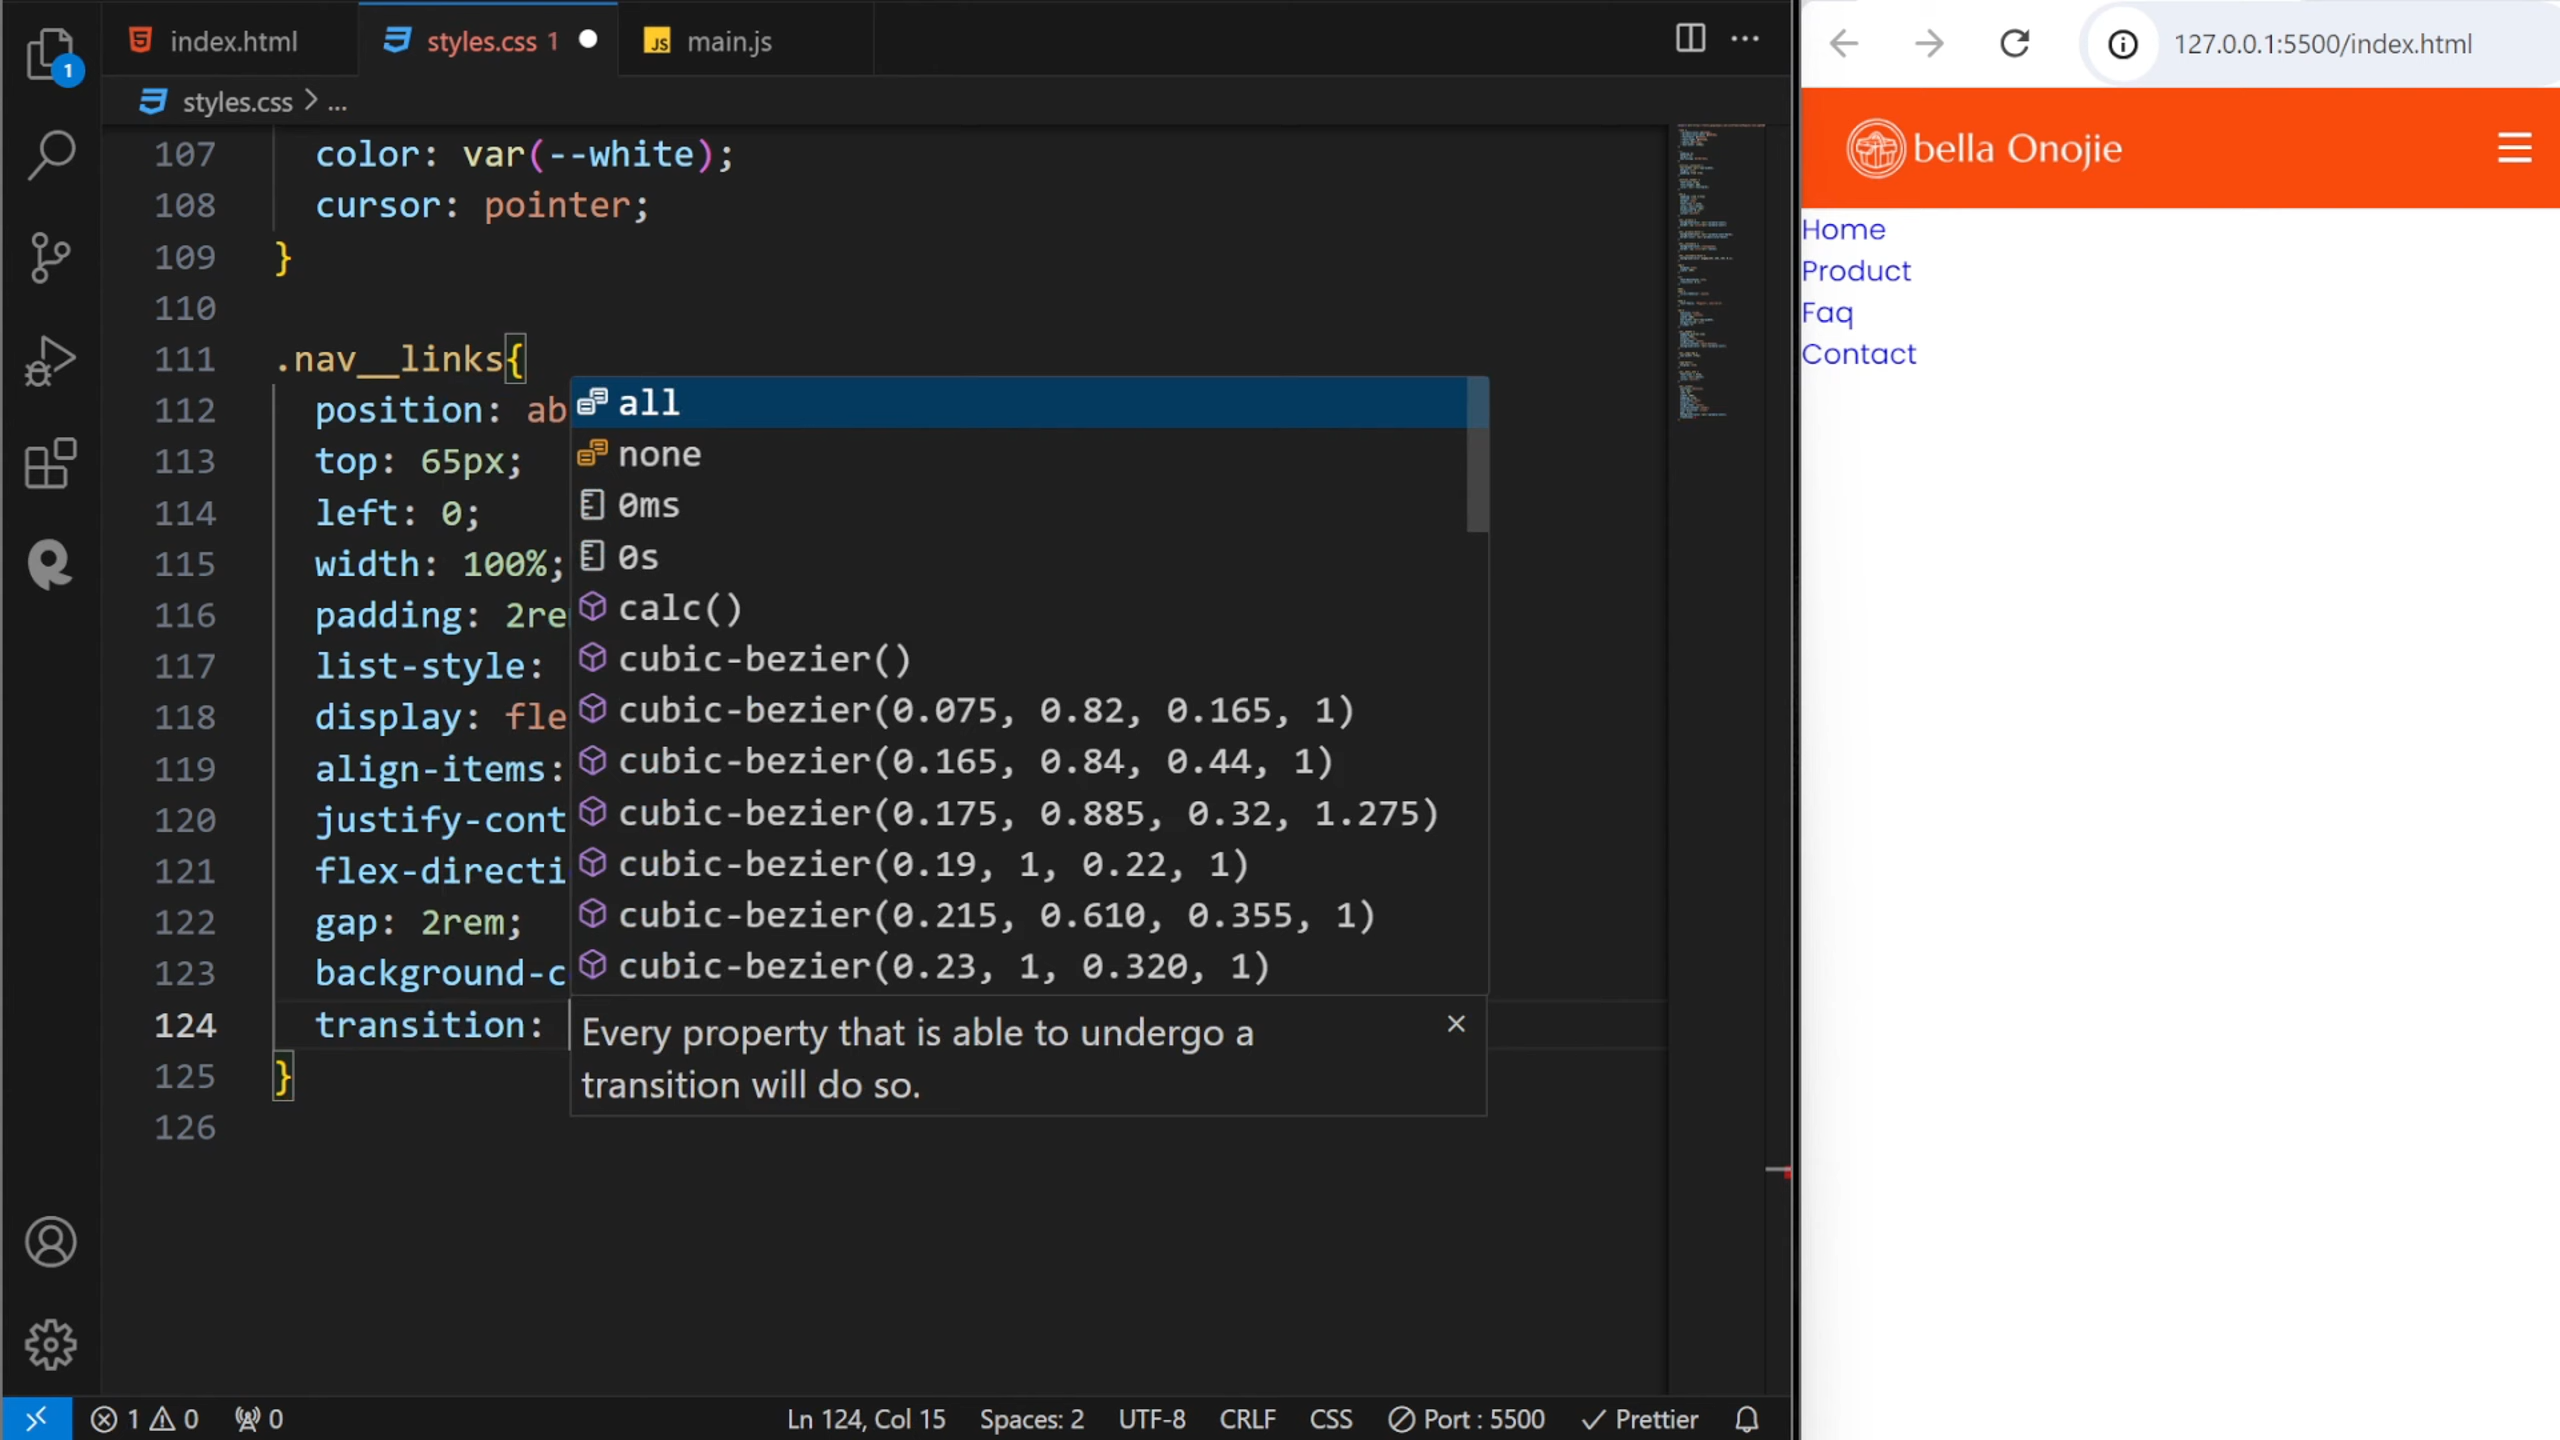 index.html
styles.css 1
main.js
127.0.0.1:5500/index.html
styles.css > ...
bella Onojie
Home
Product
Faq
Contact
107 color: var(--white);
108 cursor: pointer;
109 }
110
111 .nav__links{
112 position: ab
113 top: 65px;
114 left: 0;
115 width: 100%;
116 padding: 2re
117 list-style:
118 display: fle
119 align-items:
120 justify-cont
121 flex-directi
122 gap: 2rem;
123 background-c
124 transition:
125 }
126
all
none
0ms
0s
calc()
cubic-bezier()
cubic-bezier(0.075, 0.82, 0.165, 1)
cubic-bezier(0.165, 0.84, 0.44, 1)
cubic-bezier(0.175, 0.885, 0.32, 1.275)
cubic-bezier(0.19, 1, 0.22, 1)
cubic-bezier(0.215, 0.610, 0.355, 1)
cubic-bezier(0.23, 1, 0.320, 1)
Every property that is able to undergo a
transition will do so.
1
1 0 0 Ln 124, Col 15 Spaces: 2 UTF-8 CRLF CSS Port : 5500 Prettier